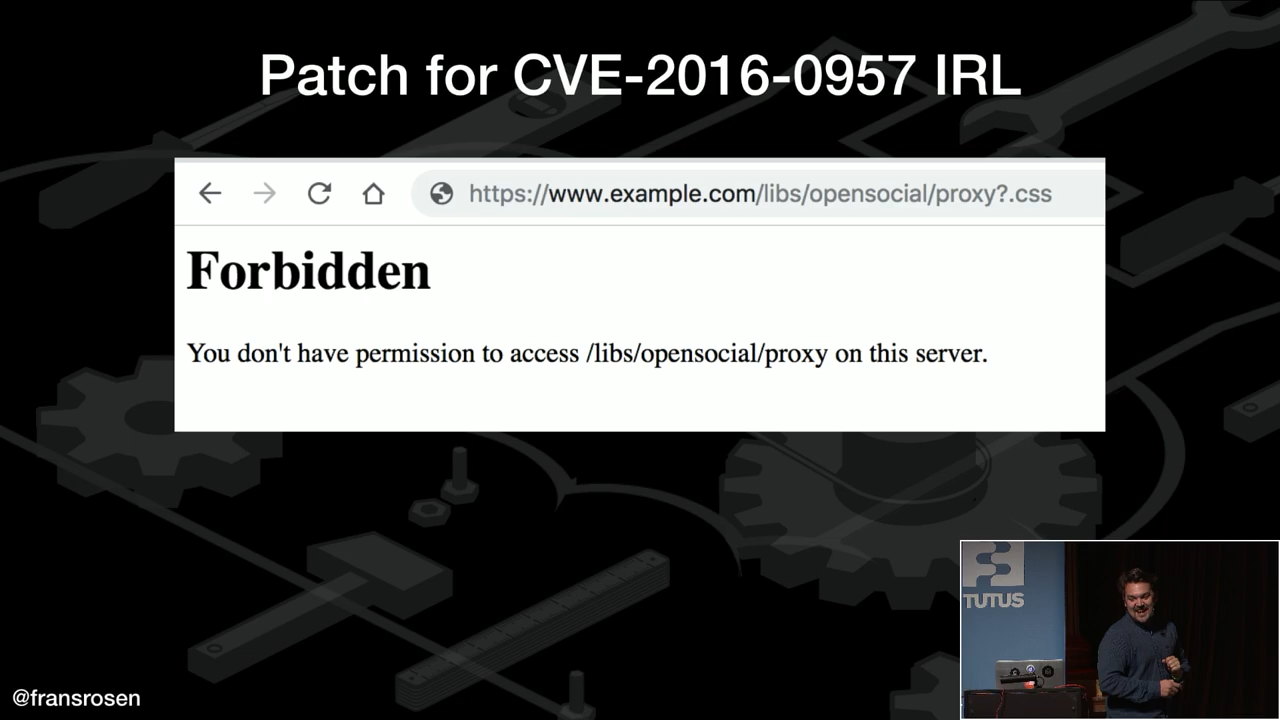 Patch for CVE-2016-0957 IRL
https://www.example.com/libs/opensocial/proxy?.css
Forbidden
You don't have permission to access /libs/opensocial/proxy on this server.
TUTUS
@fransrosen